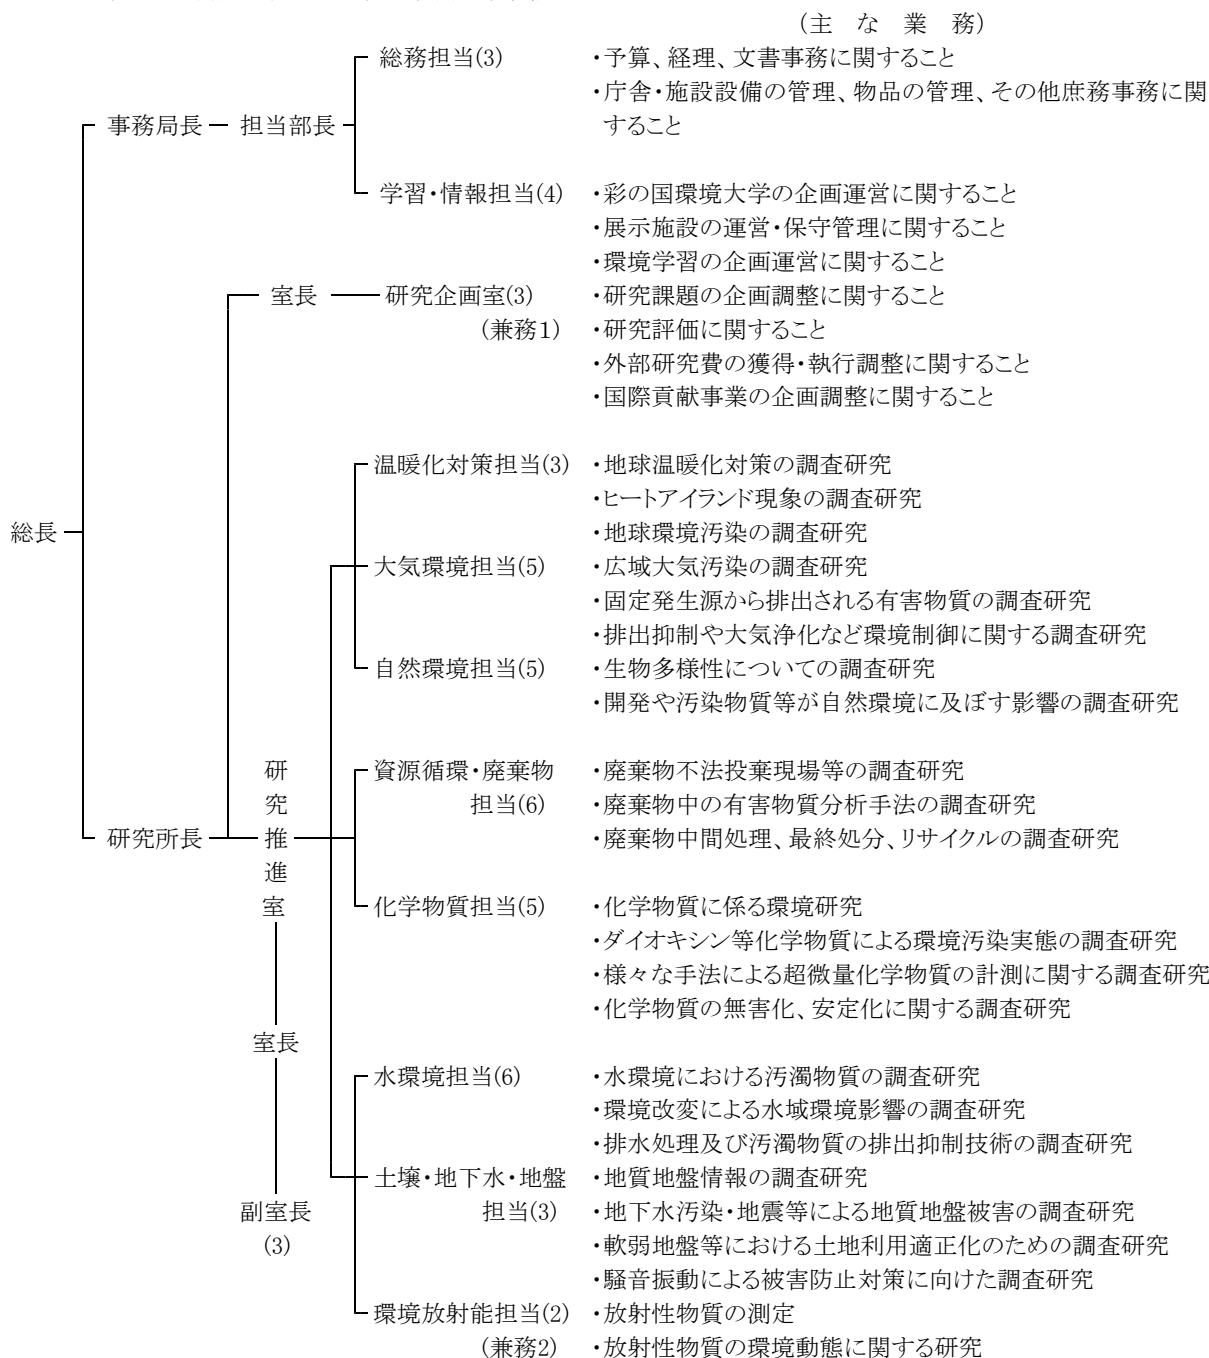 (主 な 業 務)
総務担当(3) ・予算、経理、文書事務に関すること
・庁舎・施設設備の管理、物品の管理、その他庶務事務に関
事務局長 担当部長 すること
学習・情報担当(4) ・彩の国環境大学の企画運営に関すること
・展示施設の運営・保守管理に関すること
・環境学習の企画運営に関すること
室長 研究企画室(3) ・研究課題の企画調整に関すること
(兼務1) ・研究評価に関すること
・外部研究費の獲得・執行調整に関すること
・国際貢献事業の企画調整に関すること
温暖化対策担当(3) ・地球温暖化対策の調査研究
・ヒートアイランド現象の調査研究
総長 ・地球環境汚染の調査研究
大気環境担当(5) ・広域大気汚染の調査研究
・固定発生源から排出される有害物質の調査研究
・排出抑制や大気浄化など環境制御に関する調査研究
自然環境担当(5) ・生物多様性についての調査研究
・開発や汚染物質等が自然環境に及ぼす影響の調査研究
研究推進室
資源循環・廃棄物 ・廃棄物不法投棄現場等の調査研究
担当(6) ・廃棄物中の有害物質分析手法の調査研究
研究所長 ・廃棄物中間処理、最終処分、リサイクルの調査研究
化学物質担当(5) ・化学物質に係る環境研究
・ダイオキシン等化学物質による環境汚染実態の調査研究
・様々な手法による超微量化学物質の計測に関する調査研究
・化学物質の無害化、安定化に関する調査研究
室長
水環境担当(6) ・水環境における汚濁物質の調査研究
・環境改変による水域環境影響の調査研究
・排水処理及び汚濁物質の排出抑制技術の調査研究
土壌・地下水・地盤 ・地質地盤情報の調査研究
副室長 担当(3) ・地下水汚染・地震等による地質地盤被害の調査研究
(3) ・軟弱地盤等における土地利用適正化のための調査研究
・騒音振動による被害防止対策に向けた調査研究
環境放射能担当(2) ・放射性物質の測定
(兼務2) ・放射性物質の環境動態に関する研究